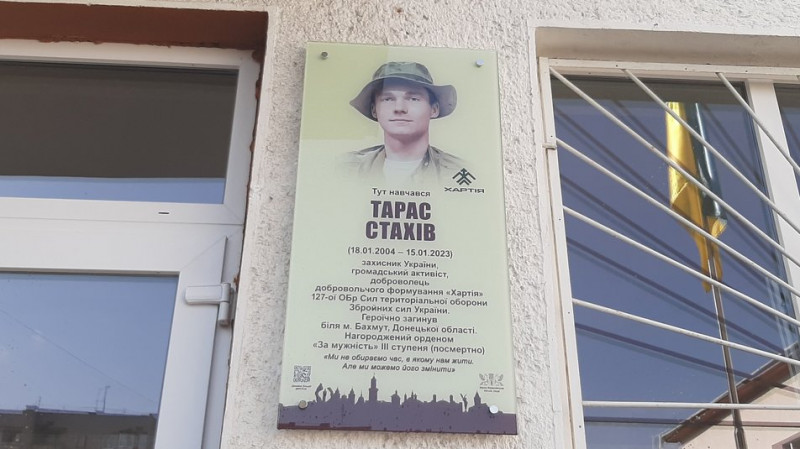 Тут навчався
ХАРТІЯ
ТАРАС
СТАХІВ
(18.01.2004 – 15.01.2023)
захисник України,
громадський активіст,
доброволець
добровольчого формування «Хартія»
127-ої ОБр Сил територіальної оборони
Збройних сил України.
Героїчно загинув
біля м. Бахмут, Донецької області.
Нагороджений орденом
«За мужність» ІІІ ступеня (посмертно)
«Ми не обираємо час, в якому нам жити.
Але ми можемо його змінити»